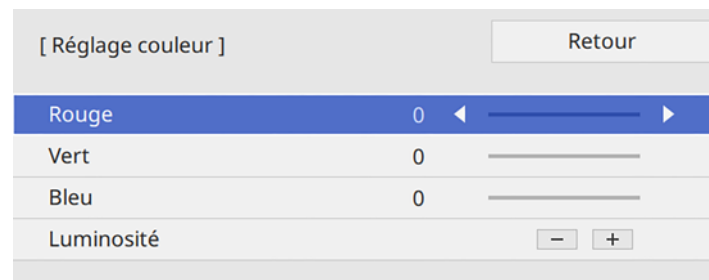 [ Réglage couleur ] Retour
Rouge 0
Vert 0
Bleu 0
Luminosité − +